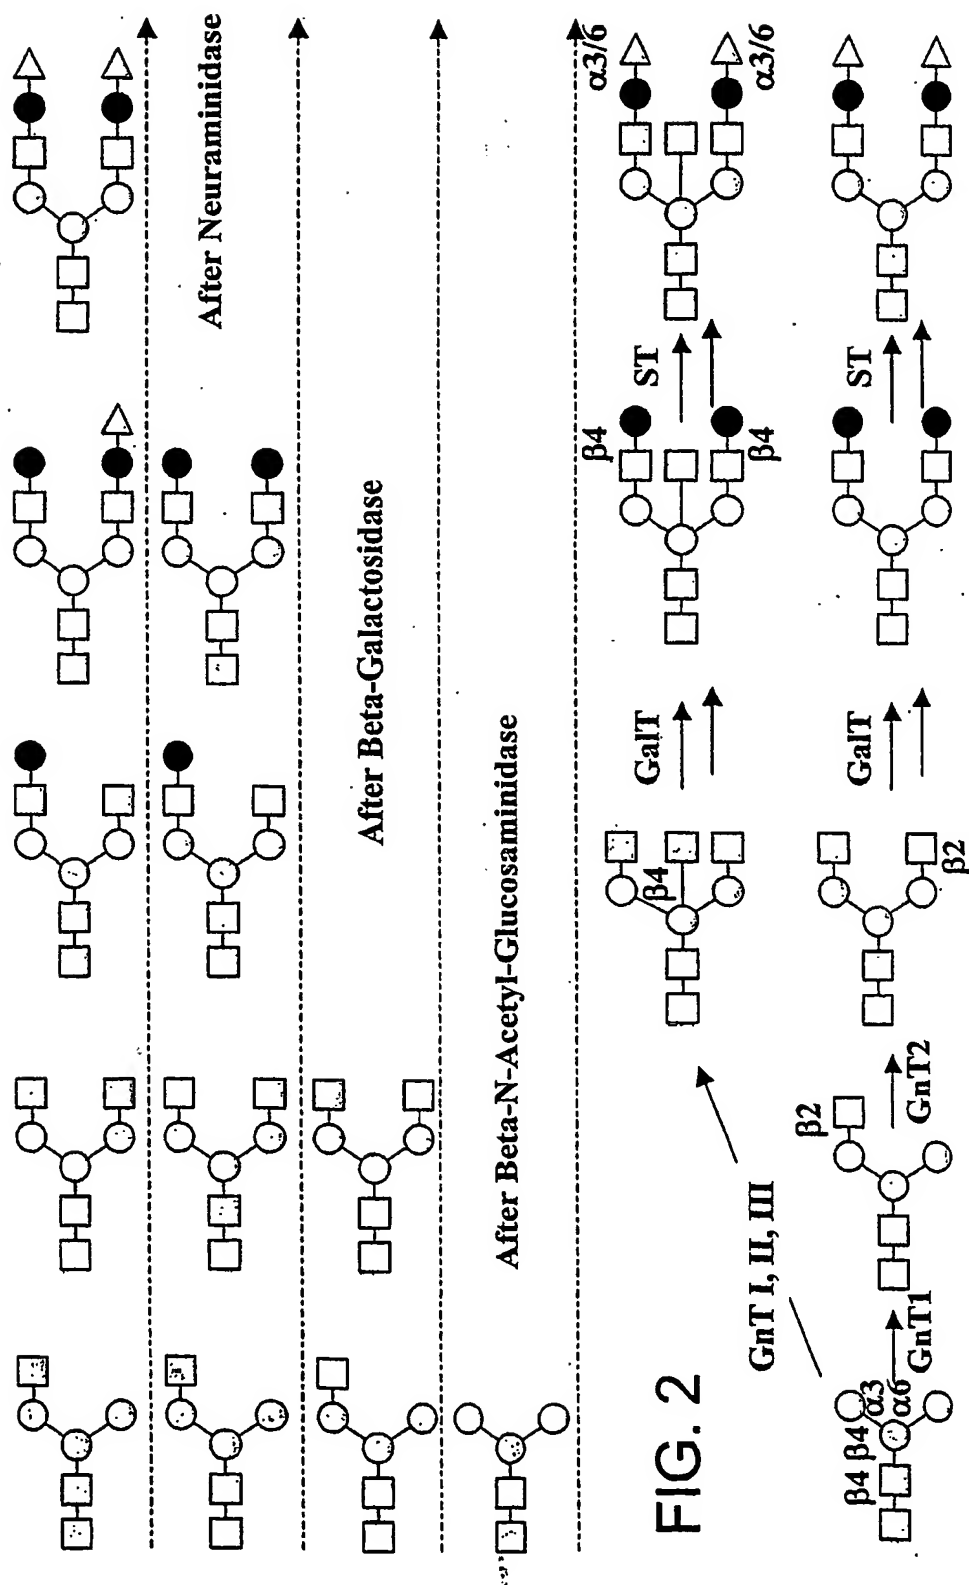 After Neuraminidase
After Beta-Galactosidase
After Beta-N-Acetyl-Glucosaminidase
FIG. 2
GnT I, II, III
β4
GalT
β4
β4
ST
α3/6
α3/6
β4 β4
α3
α6
GnT1
β2
GnT2
β2
GalT
ST